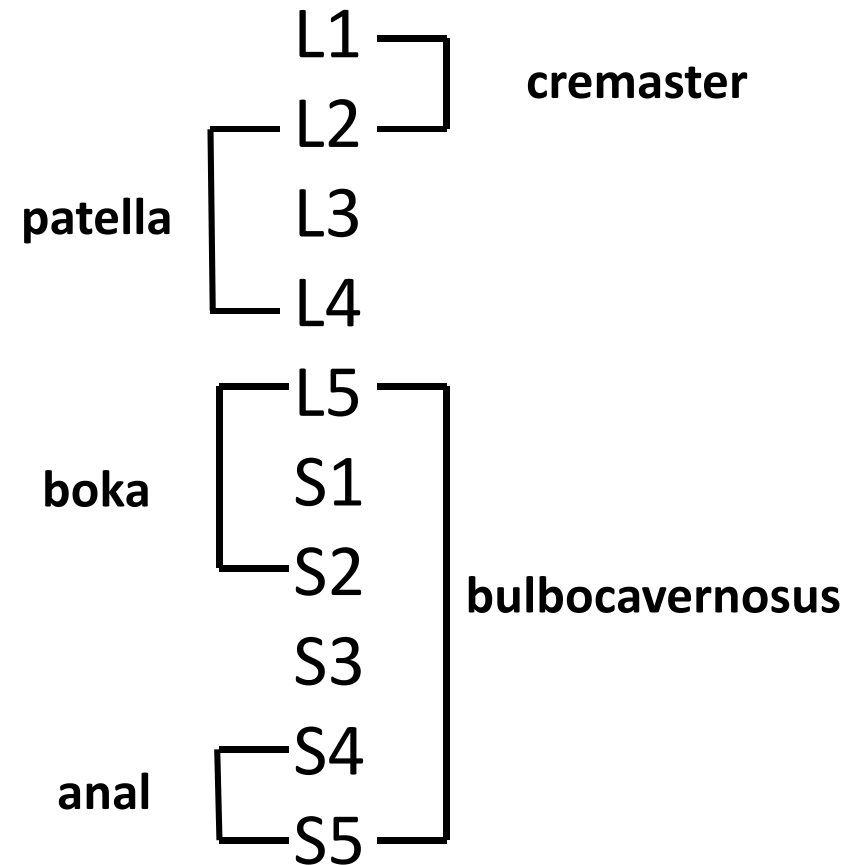 L1
cremaster
L2
patella
L3
L4
L5
boka
S1
S2
bulbocavernosus
S3
S4
anal
S5